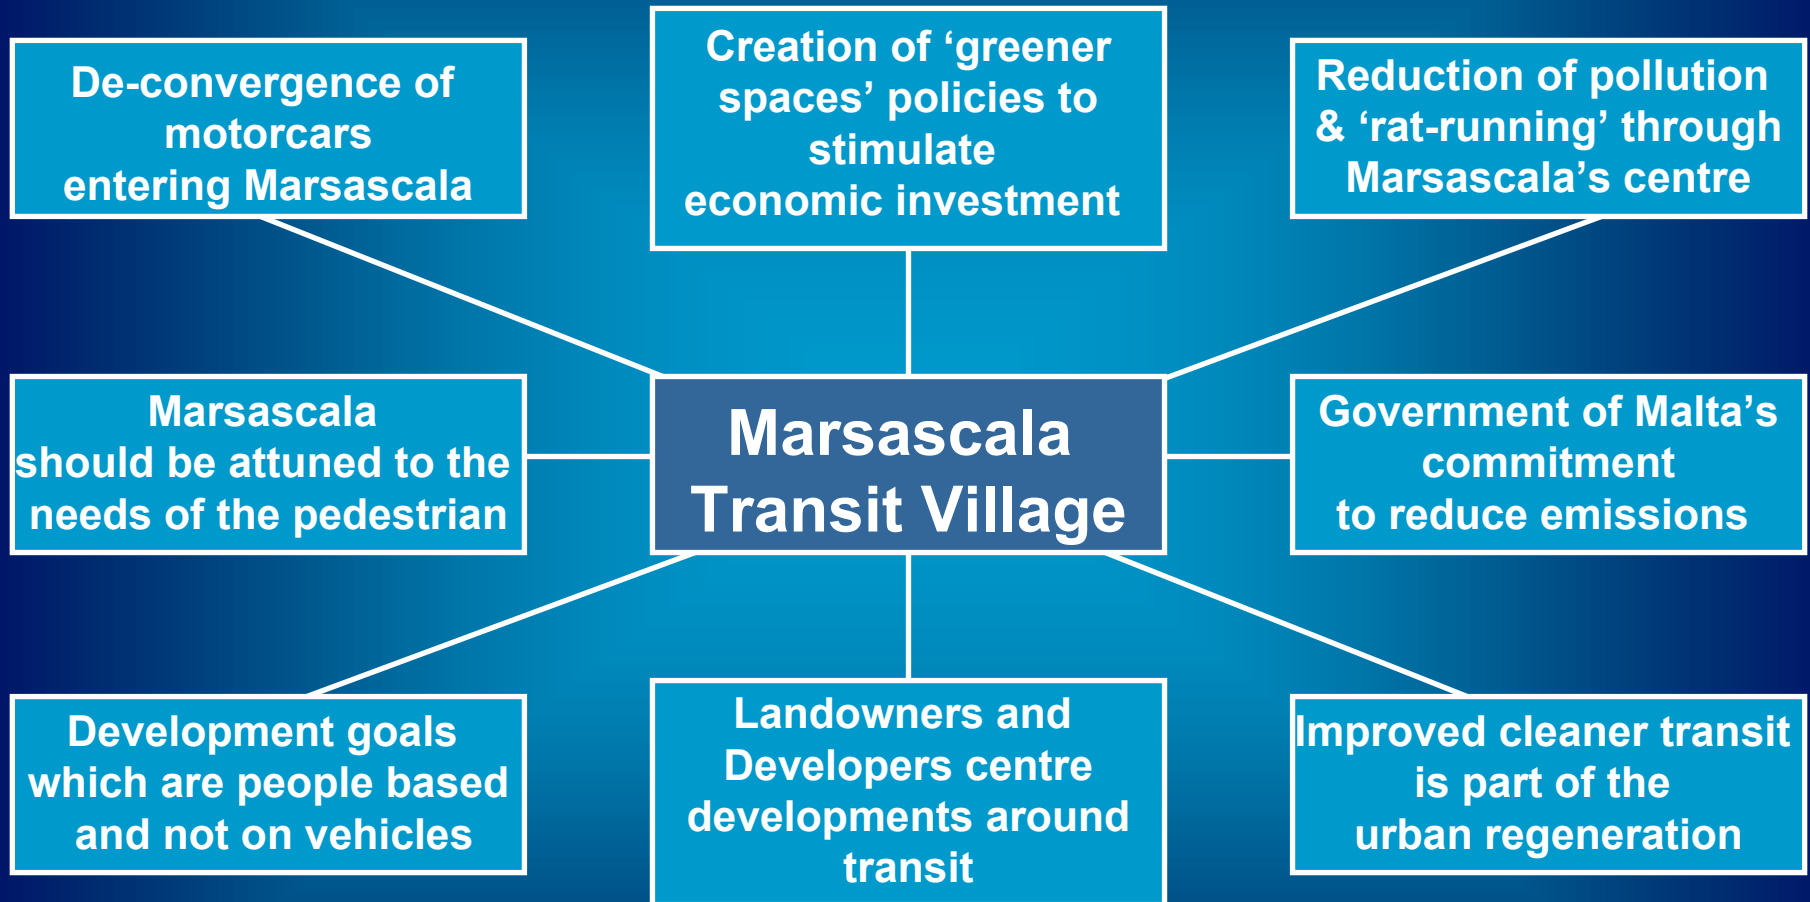 De-convergence of
motorcars
entering Marsascala
Creation of ‘greener
spaces’ policies to
stimulate
economic investment
Reduction of pollution
& ‘rat-running’ through
Marsascala’s centre
Marsascala
should be attuned to the
needs of the pedestrian
Marsascala
Transit Village
Government of Malta’s
commitment
to reduce emissions
Development goals
which are people based
and not on vehicles
Landowners and
Developers centre
developments around
transit
Improved cleaner transit
is part of the
urban regeneration